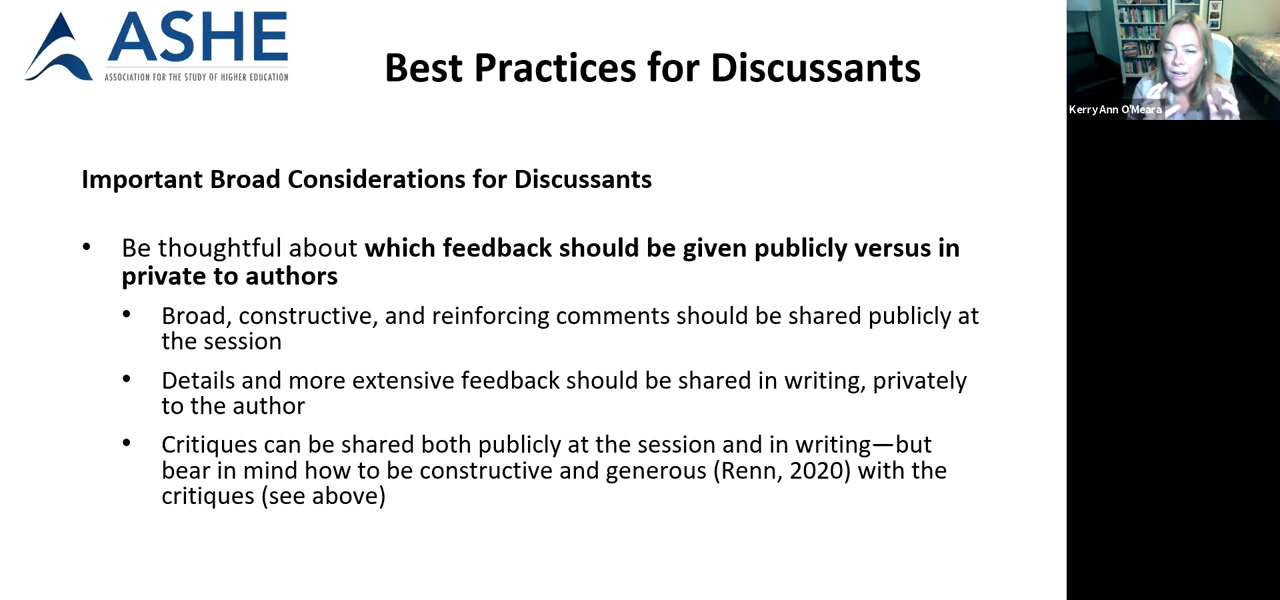 ASHE
ASSOCIATION FOR THE STUDY OF HIGHER EDUCATION
Best Practices for Discussants
KerryAnn O'Meara
Important Broad Considerations for Discussants
• Be thoughtful about which feedback should be given publicly versus in
private to authors
• Broad, constructive, and reinforcing comments should be shared publicly at
the session
• Details and more extensive feedback should be shared in writing, privately
to the author
• Critiques can be shared both publicly at the session and in writing—but
bear in mind how to be constructive and generous (Renn, 2020) with the
critiques (see above)